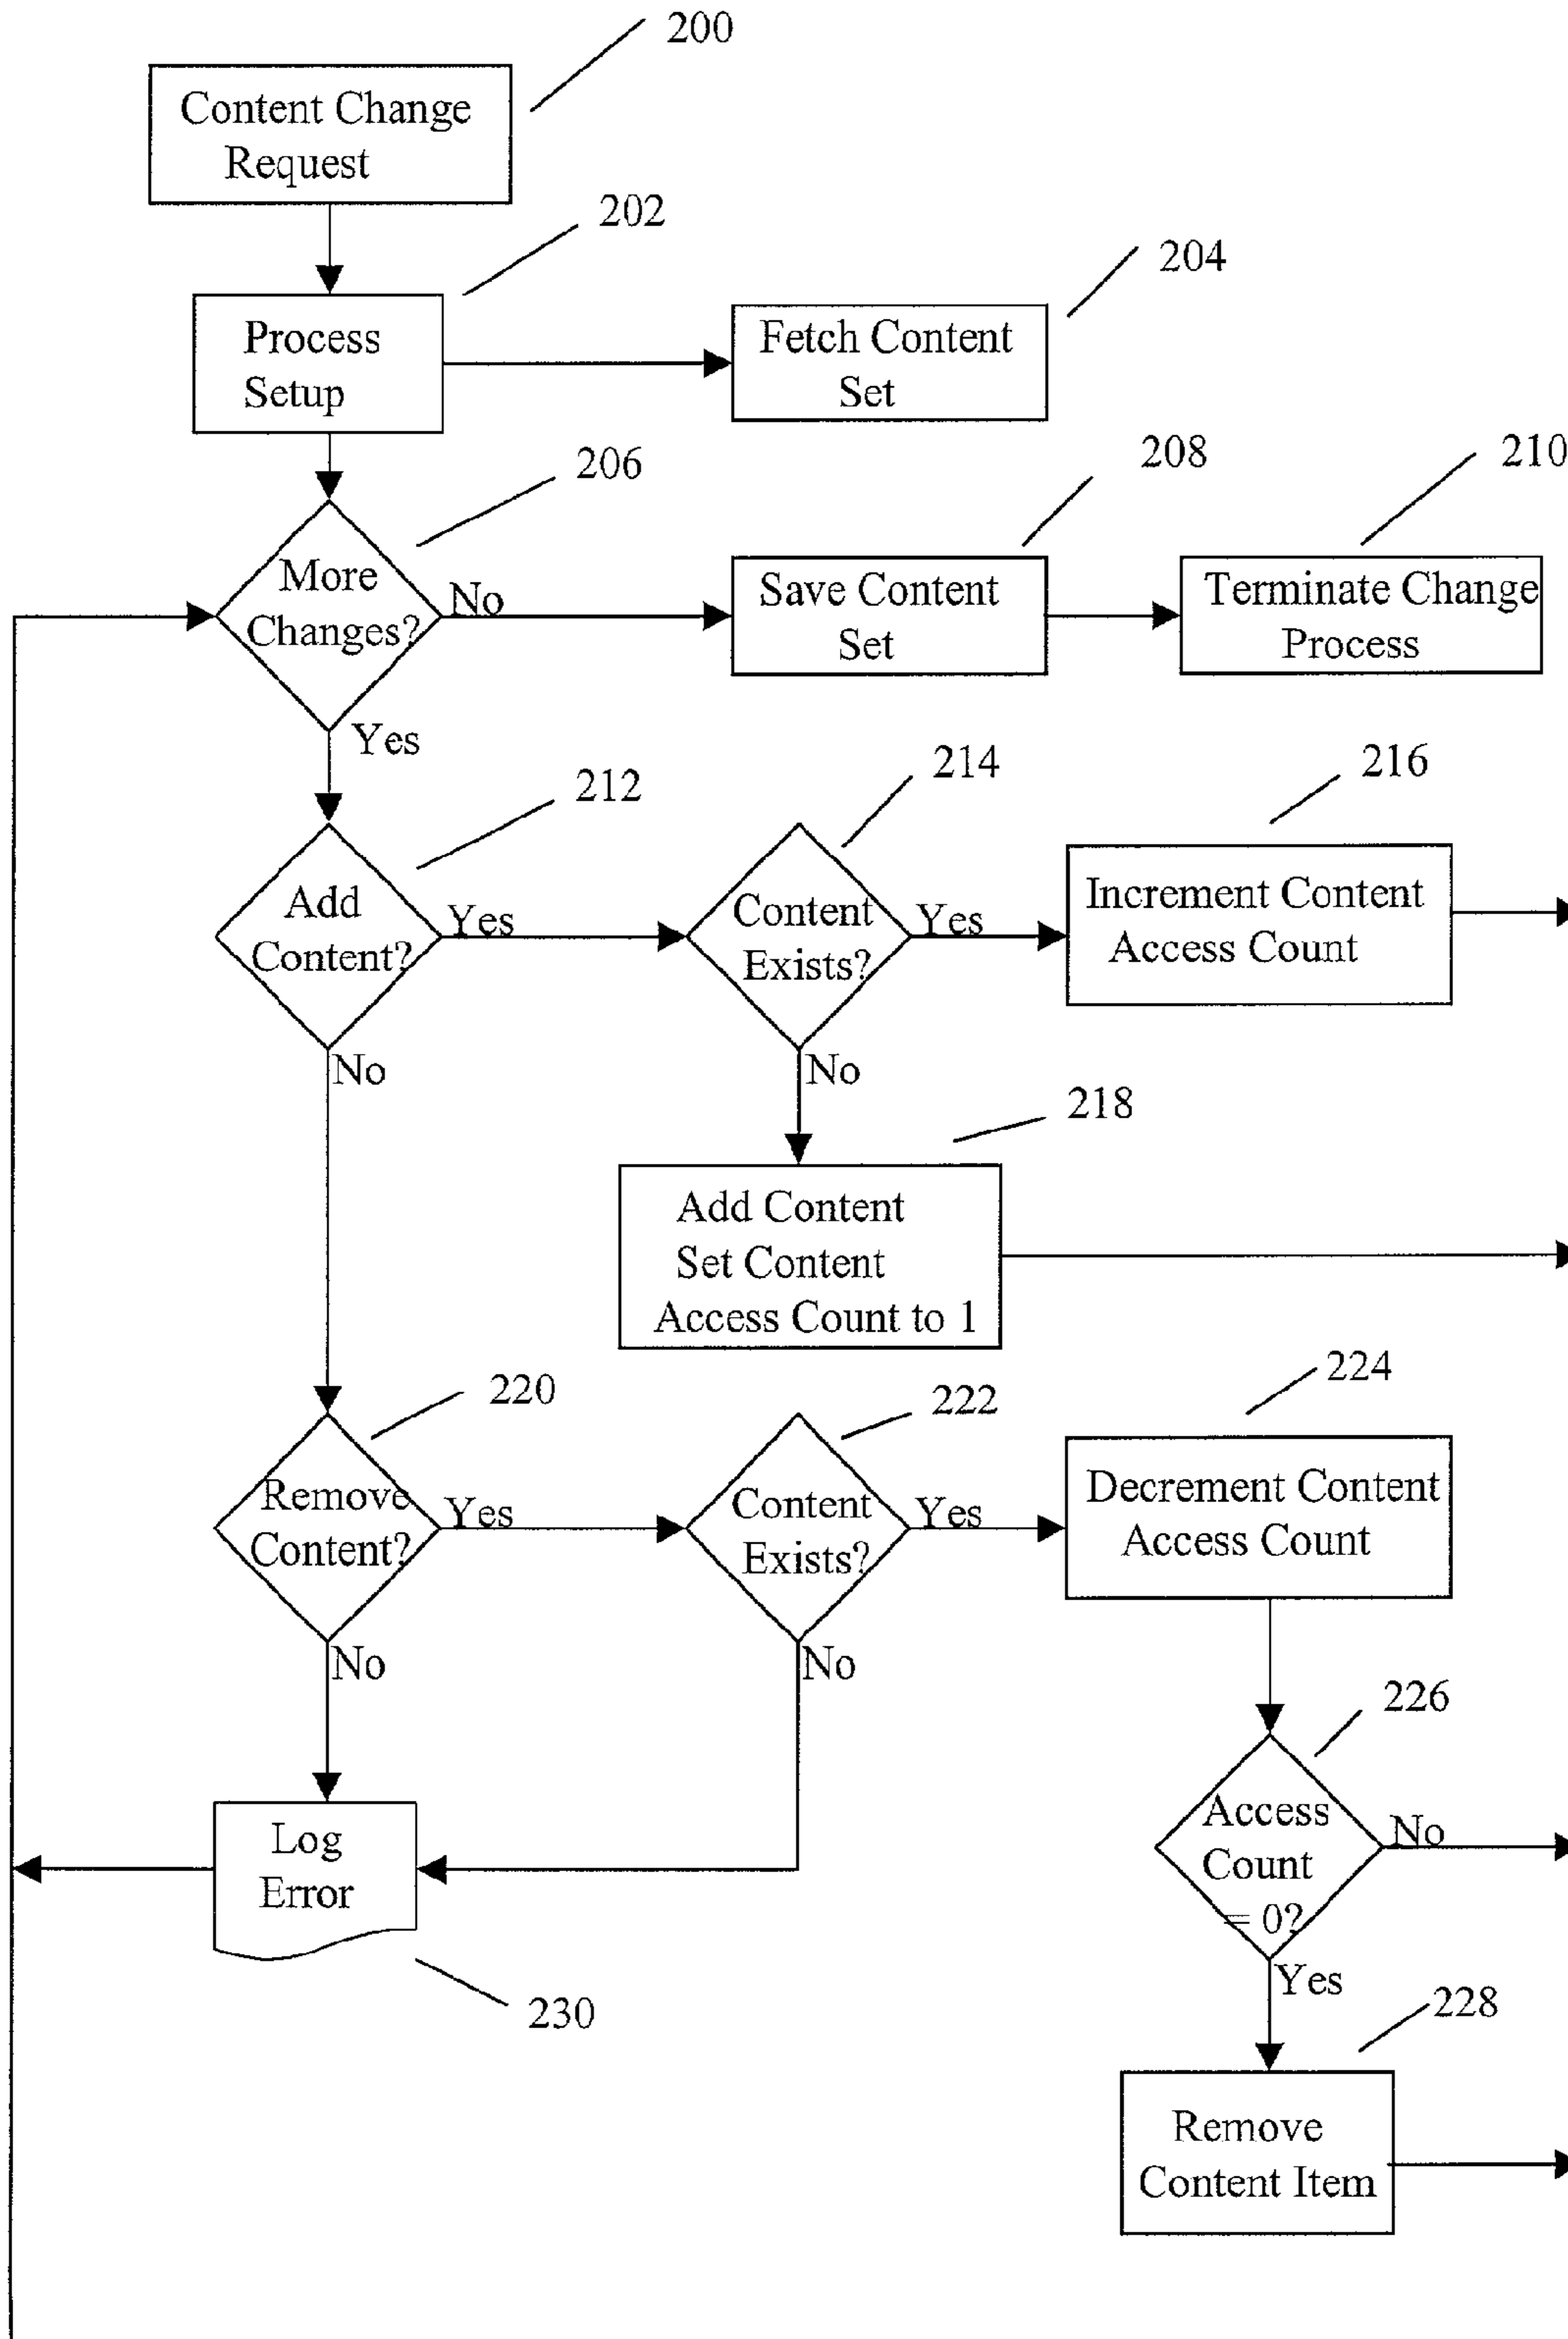 200
Content Change
Request
202
204
Process
Setup
Fetch Content
Set
206
208
210
More
Changes?
No
Save Content
Set
Terminate Change
Process
Yes
212
214
216
Add
Content?
Yes
Content
Exists?
Yes
Increment Content
Access Count
No
No
218
Add Content
Set Content
Access Count to 1
220
222
224
Remove
Content?
Yes
Content
Exists?
Yes
Decrement Content
Access Count
No
No
226
Access
Count
= 0?
No
Log
Error
Yes
230
228
Remove
Content Item